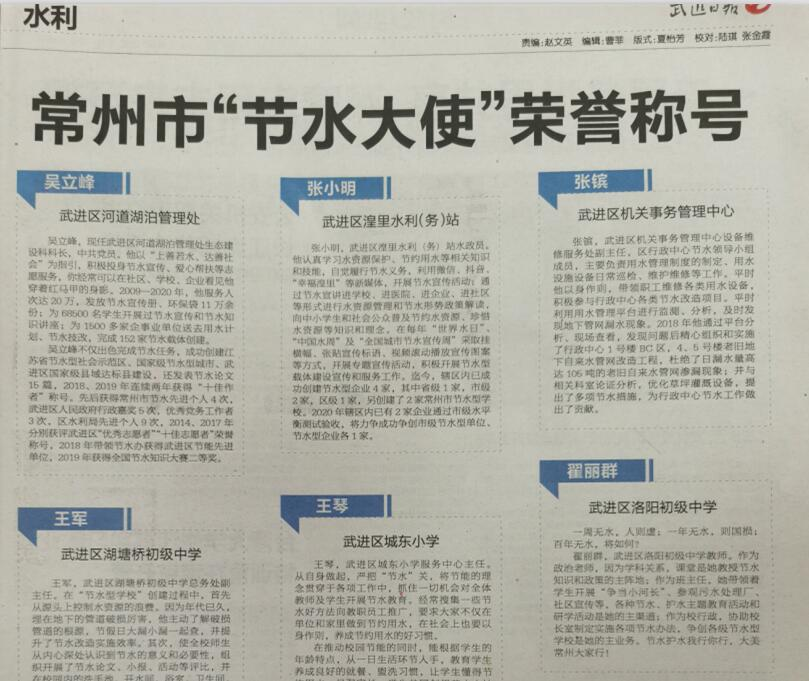 水利
武进日报
责编:赵文英 编辑:曹菲 版式:夏怡芳 校对:陆琪 张金霞
常州市“节水大使”荣誉称号
吴立峰
武进区河道湖泊管理处
吴立峰，现任武进区河道湖泊管理处生态建
设科科长，中共党员，他以“上善若水、达善社
会”为指引，积极投身节水宣传、爱心帮扶等志
愿服务，你经常可以在社区、学校、企业看见他
穿着红马甲的身影。2009—2020年，他服务人
次达20万，发放节水宣传册、环保袋11万余
份；为68500名学生开展过节水宣传和节水知
识讲座；为1500多家企事业单位送去用水计
划、节水技改，完成152家节水载体创建。
吴立峰不仅出色完成节水任务，成功创建江
苏省节水型社会示范区、国家级节水型城市、武
进区国家级县域达标县建设，还发表节水论文
15篇，2018、2019年连续两年获得“十佳作
者”称号。先后获得常州市节水先进个人4次，
武进区人民政府行政嘉奖5次，优秀党务工作者
3次，区水利局先进个人9次，2014、2017年
分别获评武进区“优秀志愿者”“十佳志愿者”荣誉
称号，2018年带领节水办获得武进区节能先进
单位，2019年获得全国节水知识大赛二等奖。
张小明
武进区湟里水利(务)站
张小明，武进区湟里水利（务）站水政员。
他认真学习水资源保护、节约用水等相关知识
和技能，自觉履行节水义务，利用微信、抖音、
“幸福湟里”等新媒体，开展节水宣传活动；通
过节水宣讲进学校、进医院、进企业、进社区
等形式进行水资源管理和节水形势政策解读，
向中小学生和社会公众普及节约水资源、珍惜
水资源等知识和理念，在每年“世界水日”、
“中国水周”及“全国城市节水宣传周”采取挂
横幅、张贴宣传标语、视频滚动播放宣传图案
等方式，开展专题宣传活动，积极开展节水型
载体建设宣传和服务工作。迄今，辖区内已成
功创建节水型企业4家，其中省级1家，市级
2家，区级1家，另创建了2家常州市节水型学校。
2020年辖区内已有2家企业通过市级水平
衡测试验收，将力争成功争创市级节水型单位、
节水型企业各1家。
张镔
武进区机关事务管理中心
张镔，武进区机关事务管理中心设备维
修服务处副主任，区行政中心节水领导小组
成员，主要负责用水管理制度的制定、用水
设施设备日常巡检、维护维修等工作。平时
他以身作则，带领职工维修各类用水设备，
积极参与行政中心各类节水改造项目。平时
利用用水管理平台进行监测、分析，及时发
现地下管网漏水现象。2018年他通过平台分
析、现场查看，发现问题后精心组织和实施
了行政中心1号楼BC区，4、5号楼老旧地
下自来水管网改造工程，杜绝了日漏水量高
达105吨的老旧自来水管网渗漏现象；并与
相关科室论证分析，优化草坪灌溉设备，提
出了多项节水措施，为行政中心节水工作做
出了贡献。
王军
武进区湖塘桥初级中学
王军，武进区湖塘桥初级中学总务处副
主任。在“节水型学校”创建过程中，首先
从源头上控制水资源的浪费，因为年代已久，
埋在地下的管道破损厉害，他主动了解破损
管道的根源，节假日大漏小漏一起查，并提
升了节水改造实施效率。其次，使全校师生
从内心深处认识到节水的意义和必要性，组
织开展了节水论文、小报，活动等评比，并
王琴
武进区城东小学
王琴，武进区城东小学服务中心主任。
从自身做起，严把“节水”关，将节能的理
念贯穿于各项工作中，抓住一切机会对全体
教师及学生开展节水教育。经常搜集一些节
水好方法向教职员工推广，要求大家不仅在
单位和家里做到节约用水，在社会上也要以
身作则，养成节约用水的好习惯。
在推动校园节能的同时，她根据学生的
年龄特点，从一日生活环节入手，教育学生
养成良好的就餐、盥洗习惯，让学生懂得节
翟丽群
武进区洛阳初级中学
一周无水，人则虚；一年无水，则国损；
百年无水，将如何？
翟丽群，武进区洛阳初级中学教师。作为
政治老师，因为学科关系，课堂是她教授节水
知识和政策的主阵地；作为班主任，她带领着
学生开展“争当小河长”、参观污水处理厂、
社区宣传等，各种节水、护水主题教育活动和
研学活动是她的主渠道；作为校行政，协助校
长室制定实施各项节水办法，争创各级节水型
学校是她的主业务。节水护水我行你行，大美
常州大家行！